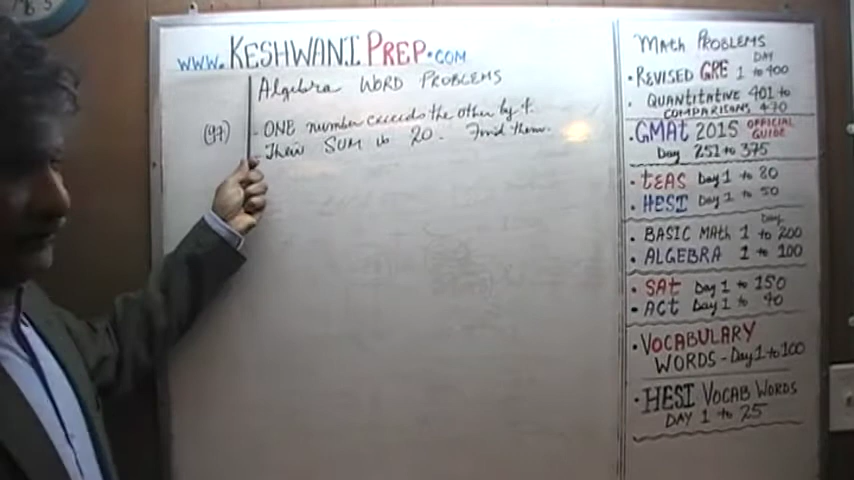 www.KESHWANI PREP.COM
Algebra WORD PROBLEMS
(97) - ONE number exceeds the other by 4.
Their SUM is 20. Find them.
MATH PROBLEMS
DAY
• REVISED GRE 1 to 400
• QUANTITATIVE 401 to
COMPARISONS 470
• GMAT 2015 OFFICIAL GUIDE
Day 251 to 375
• TEAS Day 1 to 80
• HESI Day 1 to 50
Day
• BASIC MATH 1 to 200
• ALGEBRA 1 to 100
• SAT Day 1 to 150
• ACT Day 1 to 90
• VOCABULARY
WORDS - Day 1 to 100
• HESI VOCAB WORDS
DAY 1 to 25